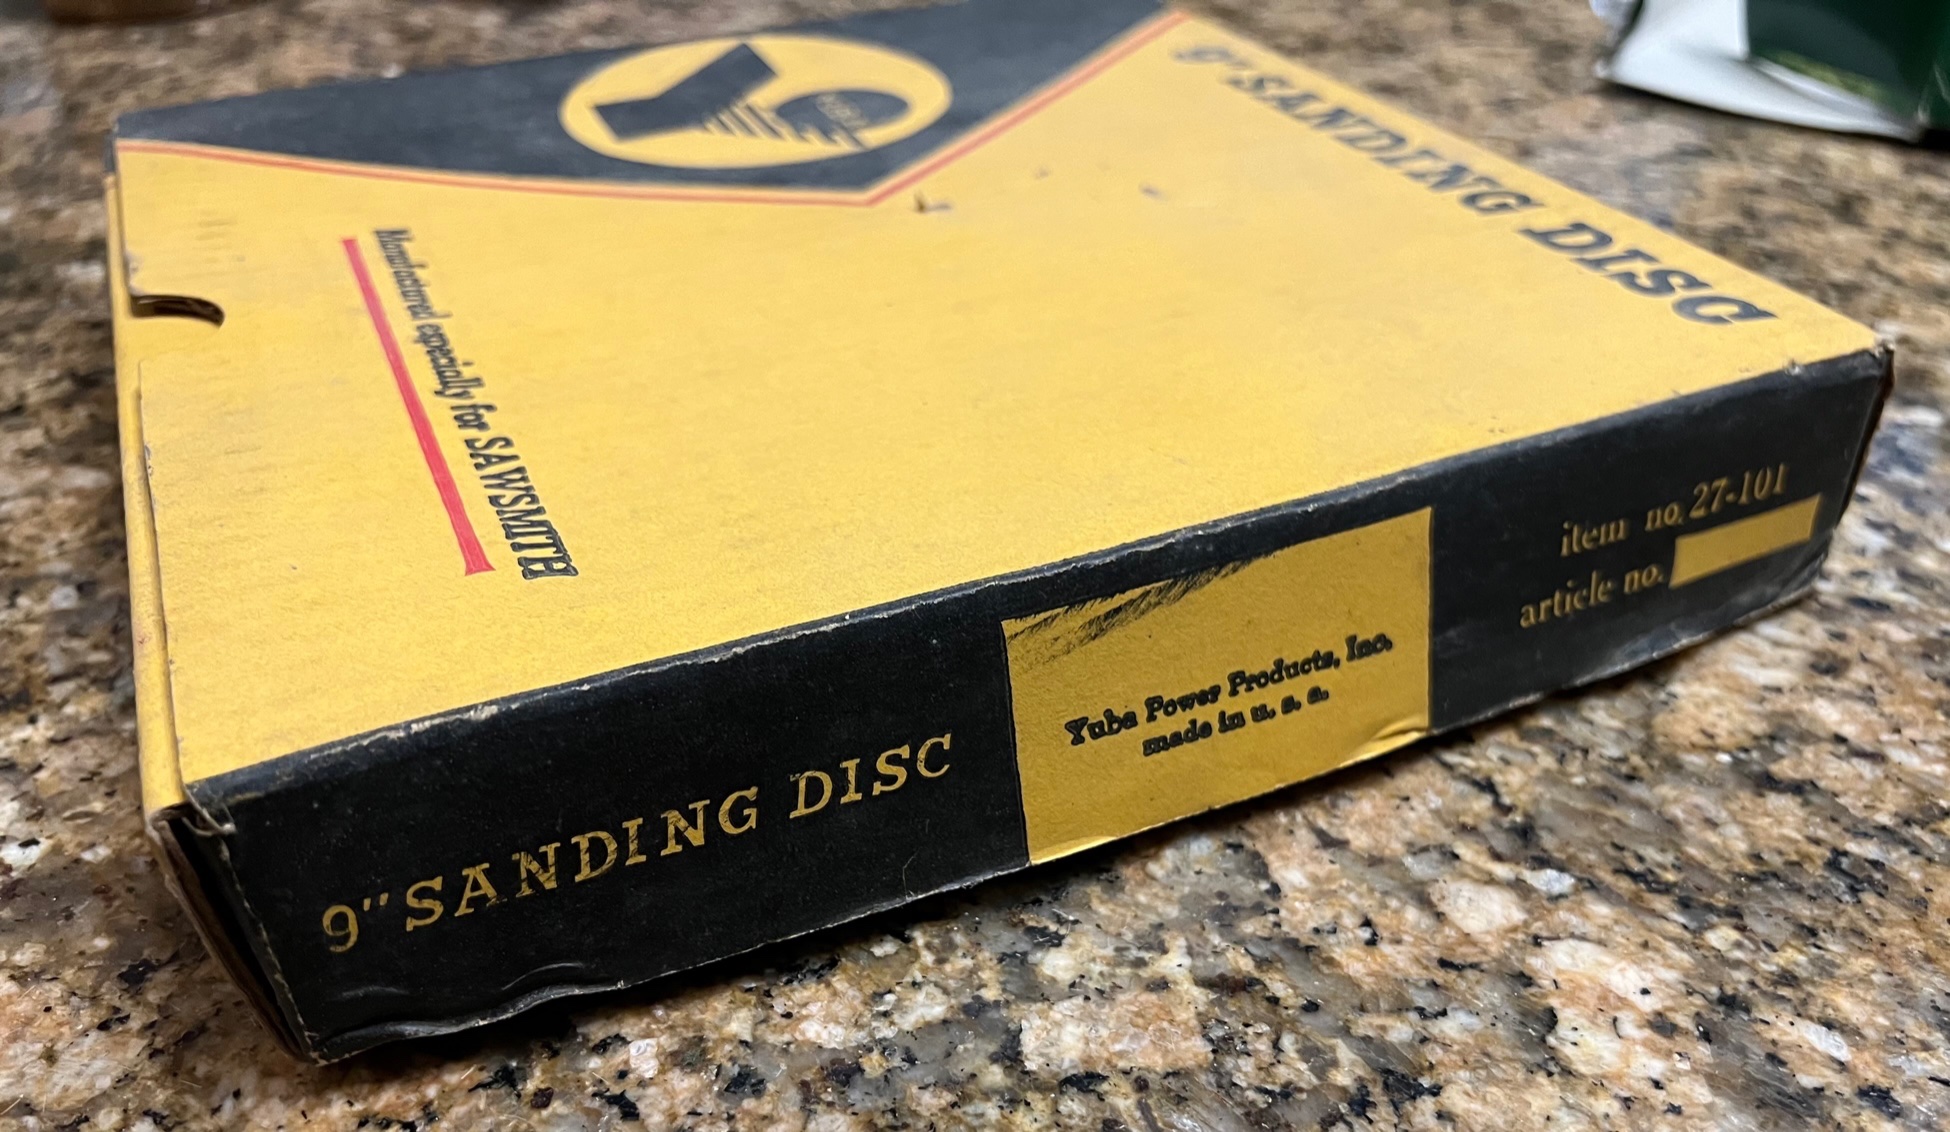 9" SANDING DISC
Manufactured especially for SAWSMITH
9" SANDING DISC
Yuba Power Products, Inc.
made in u. s. a.
item no. 27-101
article no.